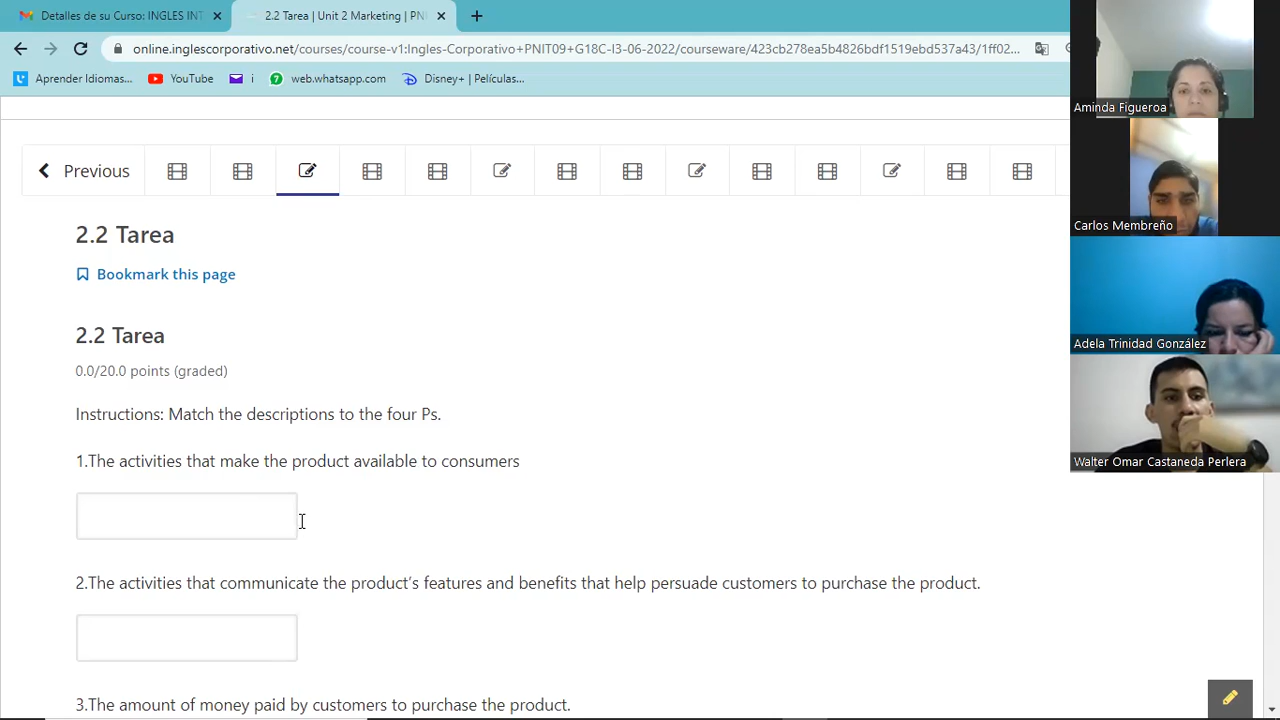 Detalles de su Curso: INGLES INT
2.2 Tarea | Unit 2 Marketing | PNI
online.inglescorporativo.net/courses/course-v1:Ingles-Corporativo+PNIT09+G18C-I3-06-2022/courseware/423cb278ea5b4826bdf1519ebd537a43/1ff02...
Aprender Idiomas...
YouTube
i
web.whatsapp.com
Disney+ | Películas...
Previous
2.2 Tarea
Bookmark this page
2.2 Tarea
0.0/20.0 points (graded)
Instructions: Match the descriptions to the four Ps.
1.The activities that make the product available to consumers
2.The activities that communicate the product's features and benefits that help persuade customers to purchase the product.
3.The amount of money paid by customers to purchase the product.
Aminda Figueroa
Carlos Membreño
Adela Trinidad González
Walter Omar Castaneda Perlera